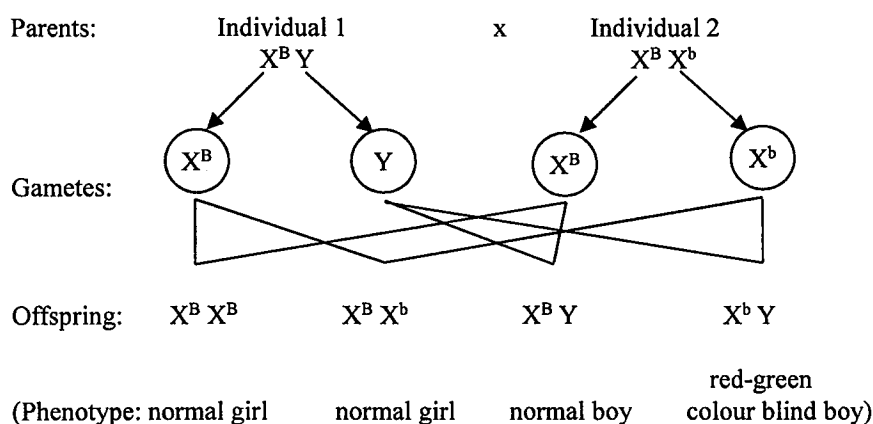 Parents: Individual 1 x Individual 2
X^B Y X^B X^b
X^B Y X^B X^b
Gametes:
Offspring: X^B X^B X^B X^b X^B Y X^b Y
red-green
(Phenotype: normal girl normal girl normal boy colour blind boy)